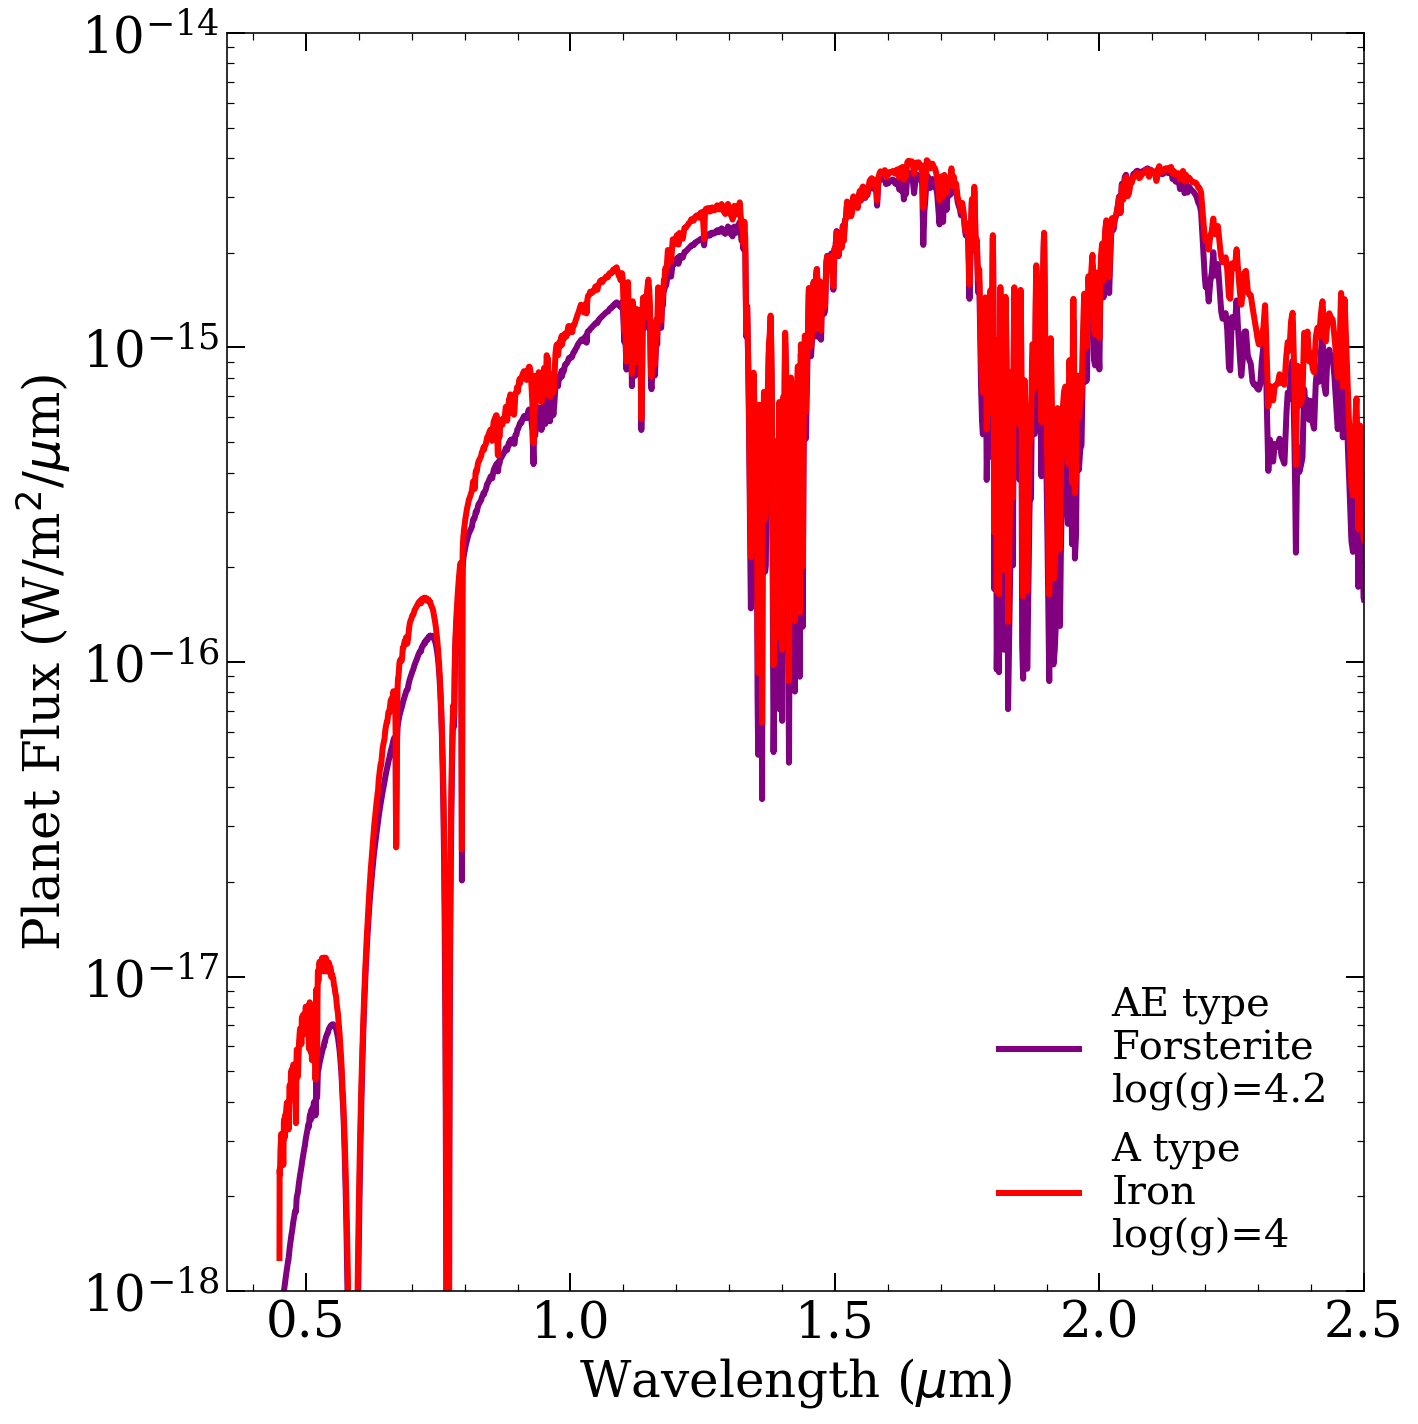 10⁻¹⁴
10⁻¹⁵
10⁻¹⁶
10⁻¹⁷
10⁻¹⁸
Planet Flux (W/m²/μm)
AE type
Forsterite
log(g)=4.2
A type
Iron
log(g)=4
0.5 1.0 1.5 2.0 2.5
Wavelength (μm)